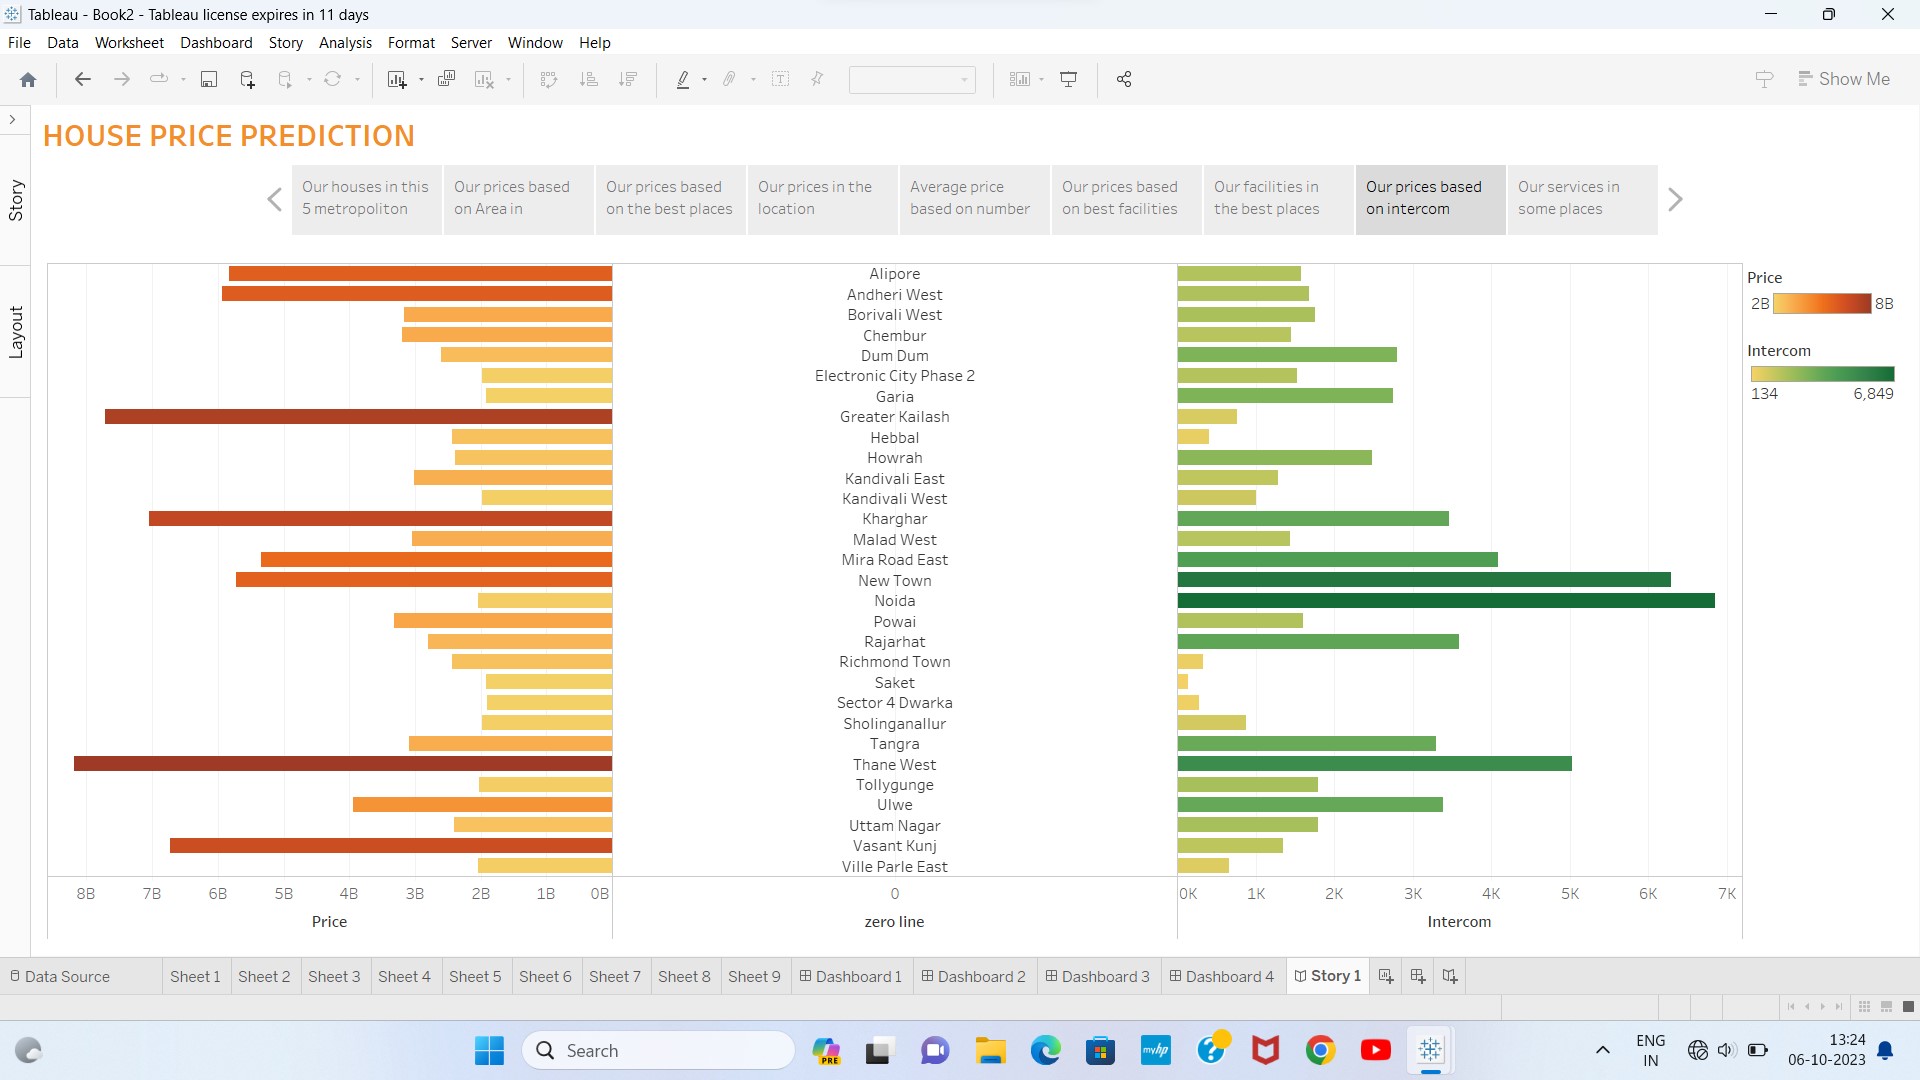 Tableau - Book2 - Tableau license expires in 11 days
File Data Worksheet Dashboard Story Analysis Format Server Window Help
Show Me
HOUSE PRICE PREDICTION
Story
Layout
Our houses in this
5 metropoliton
Our prices based
on Area in
Our prices based
on the best places
Our prices in the
location
Average price
based on number
Our prices based
on best facilities
Our facilities in
the best places
Our prices based
on intercom
Our services in
some places
Alipore
Andheri West
Borivali West
Chembur
Dum Dum
Electronic City Phase 2
Garia
Greater Kailash
Hebbal
Howrah
Kandivali East
Kandivali West
Kharghar
Malad West
Mira Road East
New Town
Noida
Powai
Rajarhat
Richmond Town
Saket
Sector 4 Dwarka
Sholinganallur
Tangra
Thane West
Tollygunge
Ulwe
Uttam Nagar
Vasant Kunj
Ville Parle East
8B 7B 6B 5B 4B 3B 2B 1B 0B
Price
0
zero line
0K 1K 2K 3K 4K 5K 6K 7K
Intercom
Price
2B 8B
Intercom
134 6,849
Data Source Sheet 1 Sheet 2 Sheet 3 Sheet 4 Sheet 5 Sheet 6 Sheet 7 Sheet 8 Sheet 9 Dashboard 1 Dashboard 2 Dashboard 3 Dashboard 4 Story 1
Search
PRE
myhp
ENG
IN
13:24
06-10-2023